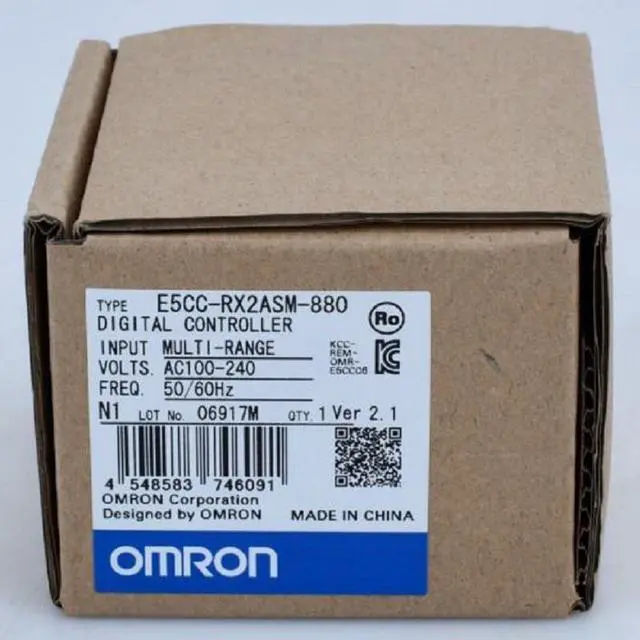 TYPE E5CC-RX2ASM-880
DIGITAL CONTROLLER
Ro
INPUT MULTI-RANGE
VOLTS. AC100-240
FREQ. 50/60Hz
KCC-
REM-
OMR-
E5CC06
N1 LOT No. 06917M QTY. 1 Ver 2.1
4 548583 746091
OMRON Corporation
Designed by OMRON MADE IN CHINA
OMRON